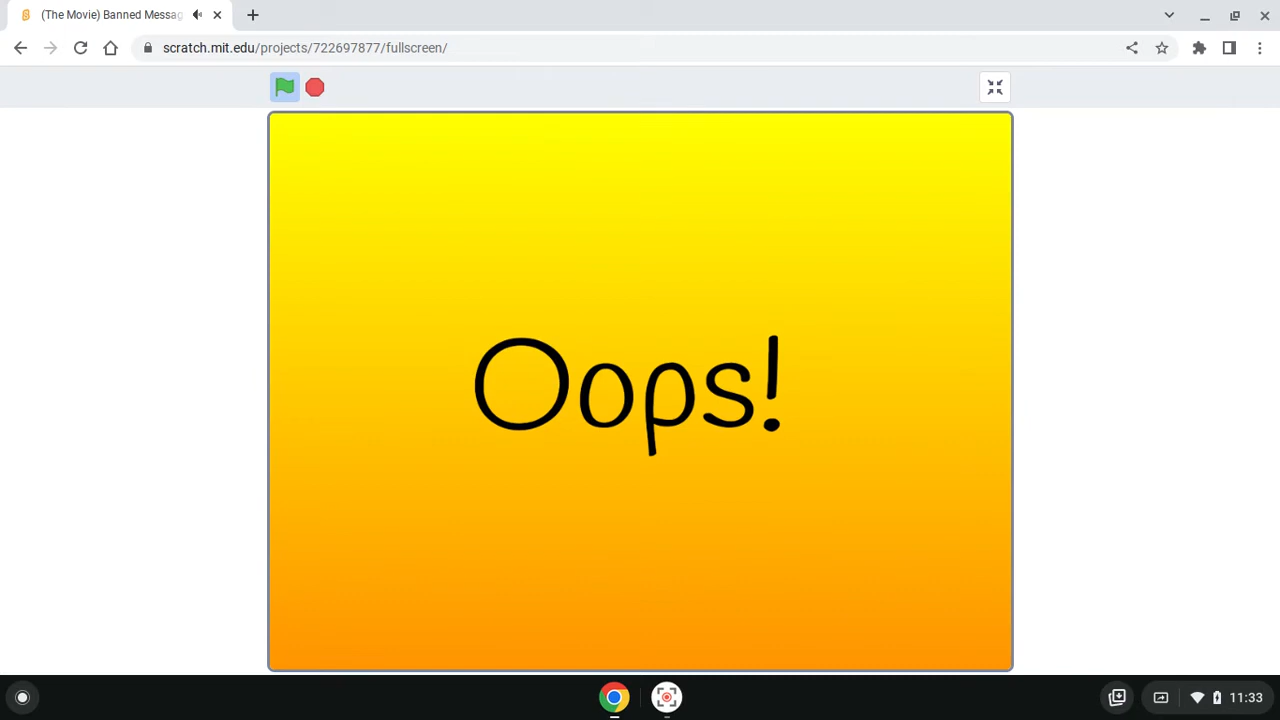 (The Movie) Banned Messag
scratch.mit.edu/projects/722697877/fullscreen/
Oops!
11:33